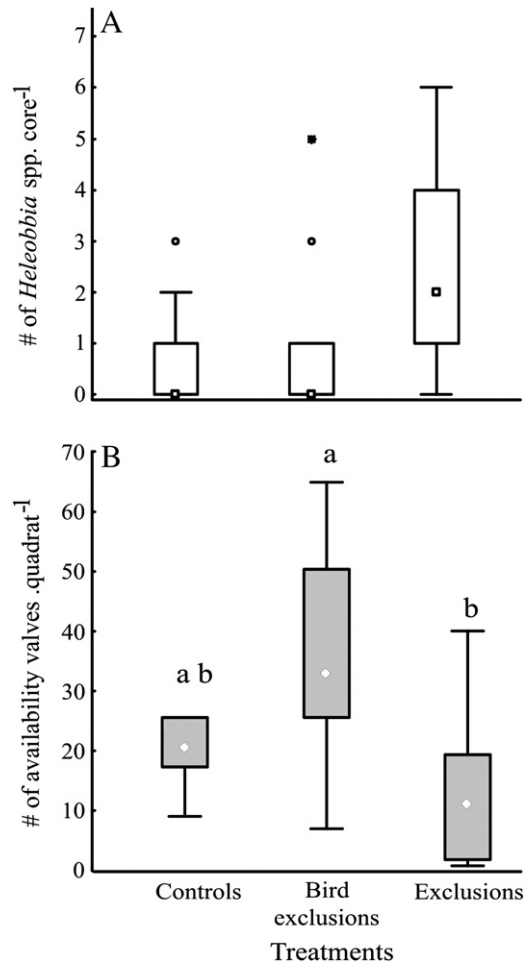 A
# of Heleobbia spp. core-1
7
6
5
4
3
2
1
0
B
# of availability valves .quadrat-1
70
60
50
40
30
20
10
0
a b
a
b
Controls
Bird exclusions
Exclusions
Treatments